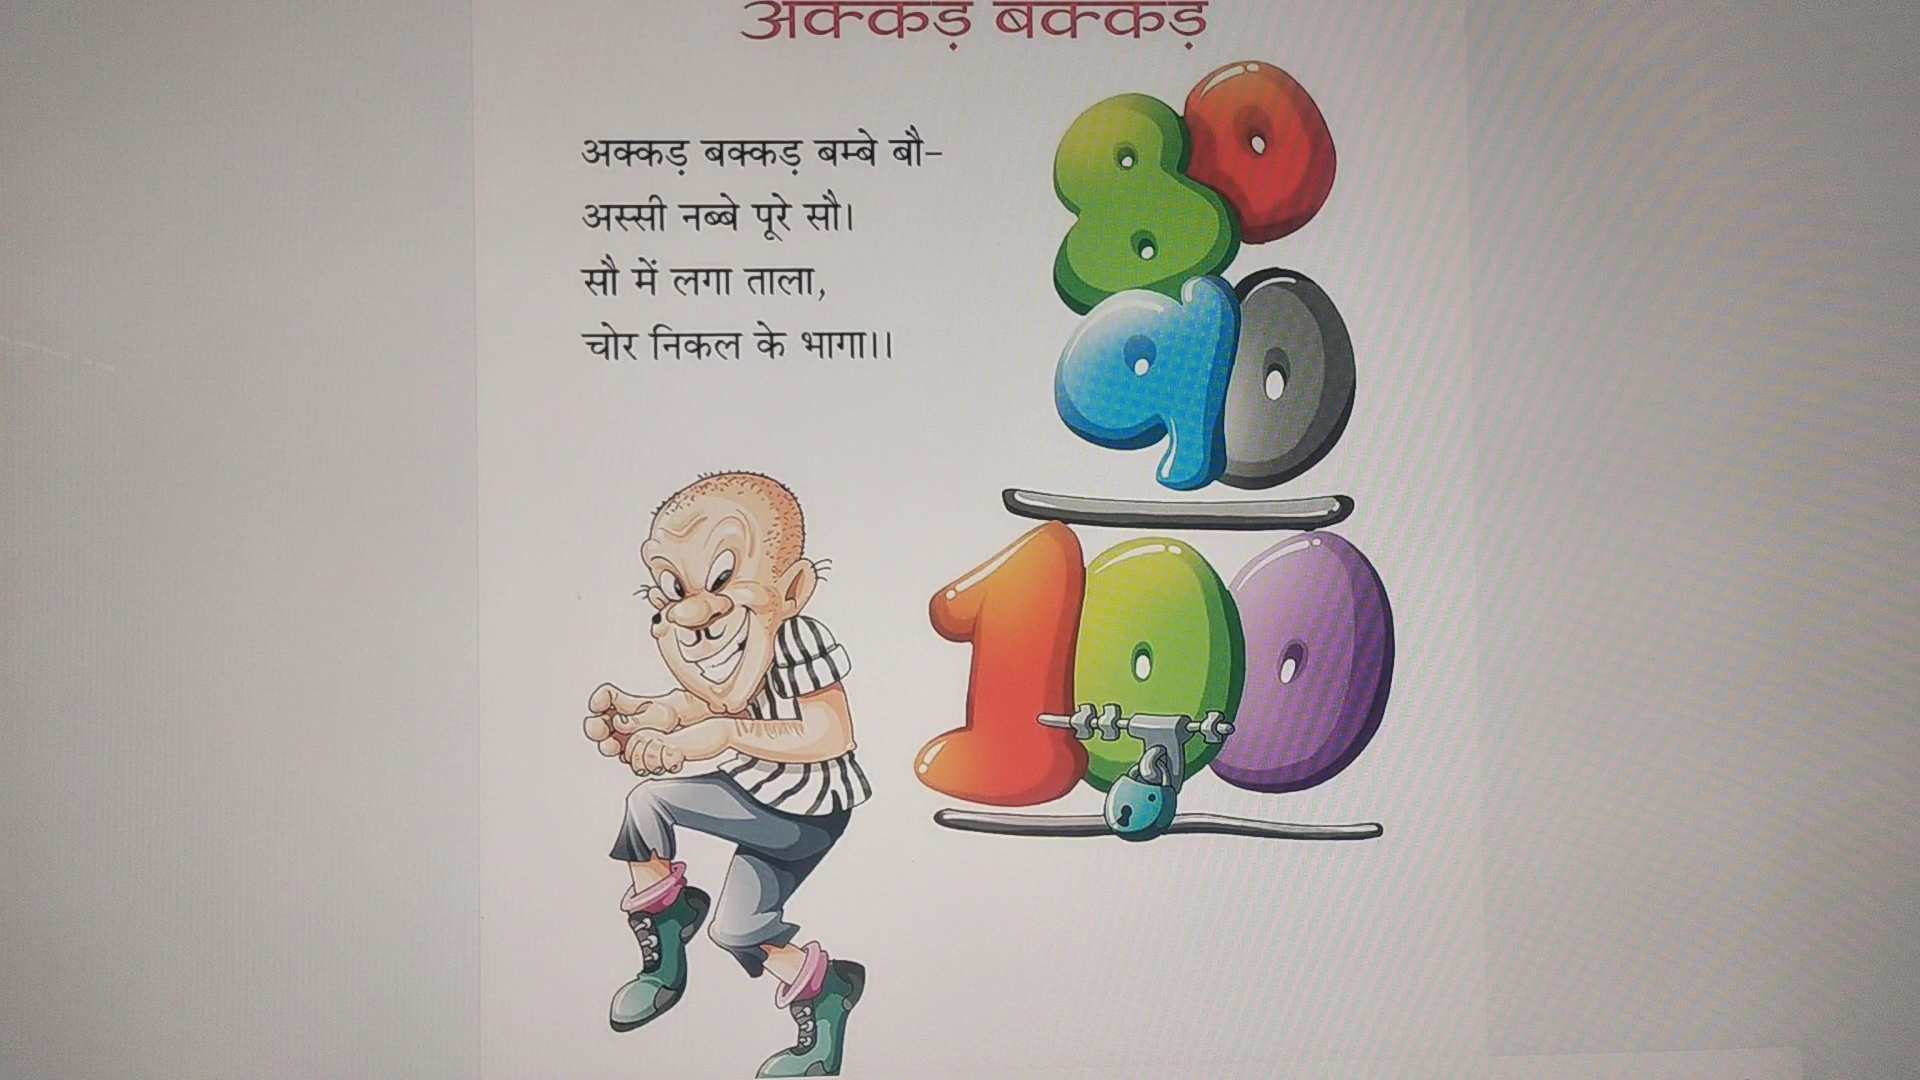 अक्कड़ बक्कड़
अक्कड़ बक्कड़ बम्बे बौ-
अस्सी नब्बे पूरे सौ।
सौ में लगा ताला,
चोर निकल के भागा।।
80
90
100